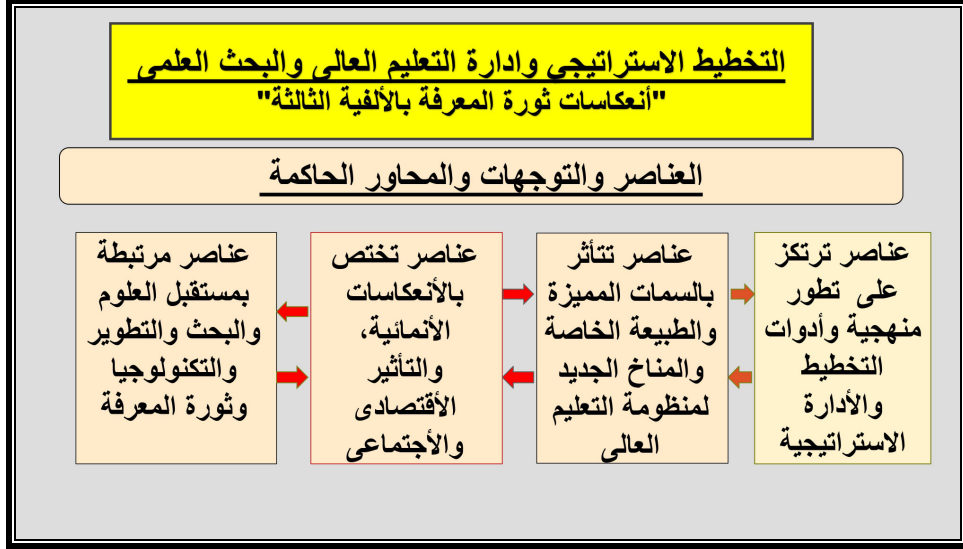 التخطيط الاستراتيجي وادارة التعليم العالى والبحث العلمى
"أنعكاسات ثورة المعرفة بالألفية الثالثة"
العناصر والتوجهات والمحاور الحاكمة
عناصر ترتكز
على تطور
منهجية وأدوات
التخطيط
والأدارة
الاستراتيجية
عناصر تتأثر
بالسمات المميزة
والطبيعة الخاصة
والمناخ الجديد
لمنظومة التعليم
العالى
عناصر تختص
بالأنعكاسات
الأنمائية،
والتأثير
الأقتصادى
والأجتماعى
عناصر مرتبطة
بمستقبل العلوم
والبحث والتطوير
والتكنولوجيا
وثورة المعرفة